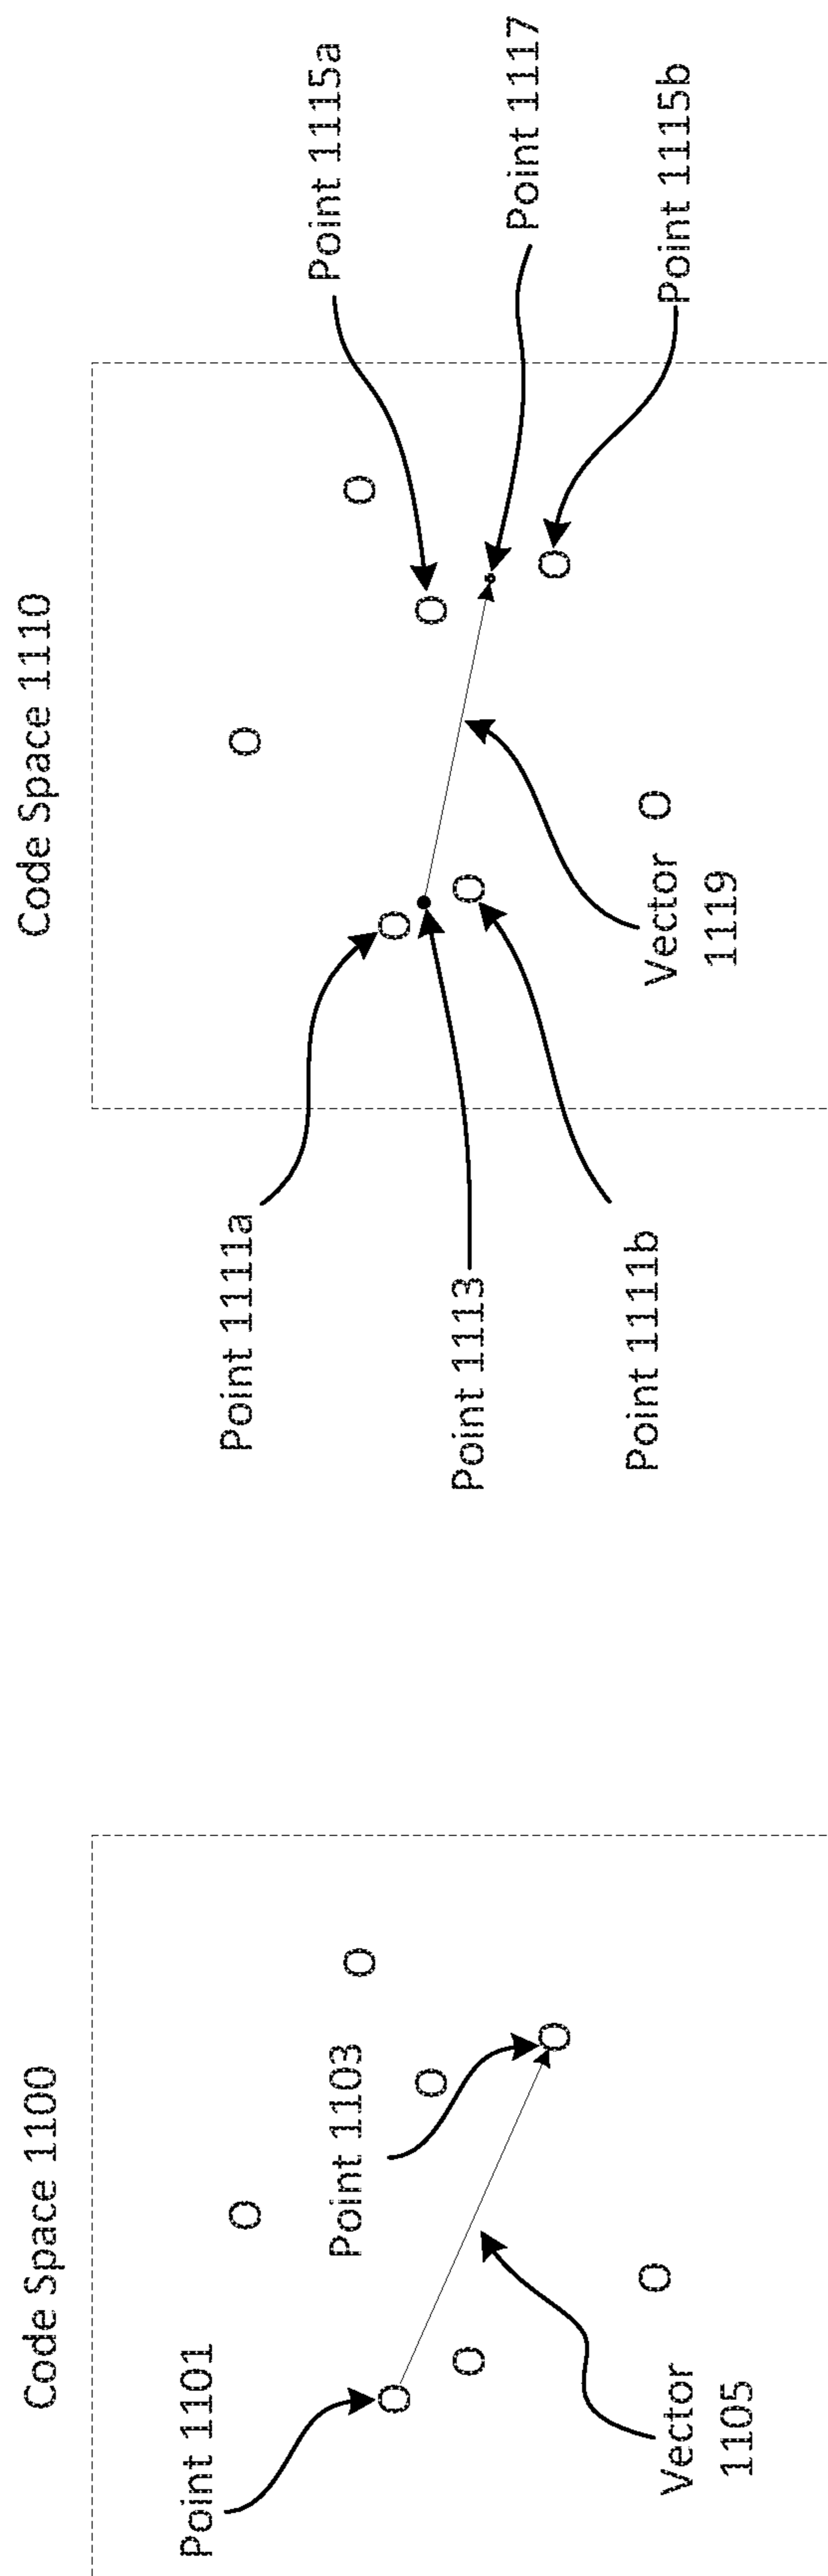 Code Space 1100
Point 1101
Point 1103
Vector
1105
Code Space 1110
Point 1111a
Point 1113
Point 1111b
Vector
1119
Point 1115a
Point 1117
Point 1115b